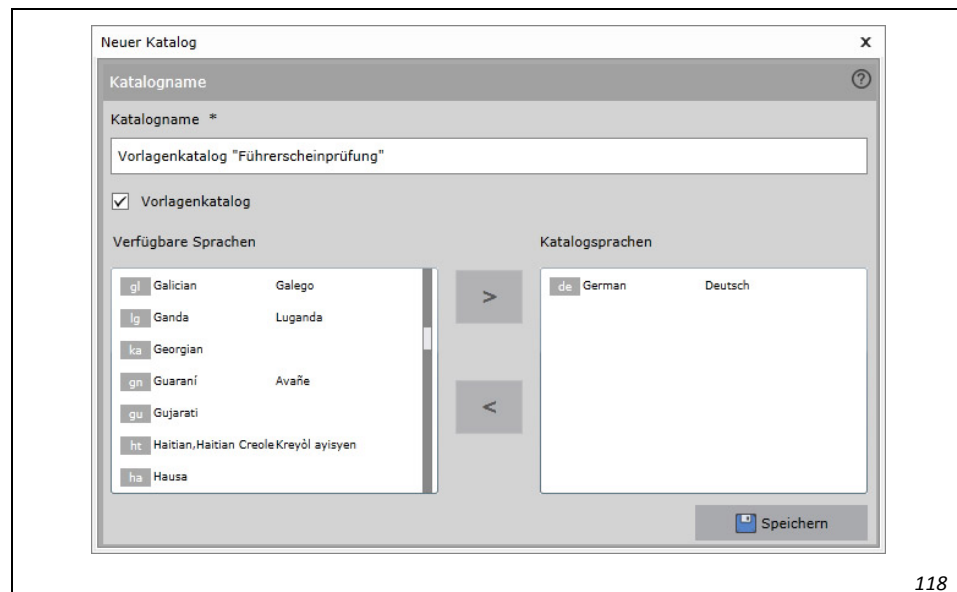 Neuer Katalog x
Katalogname ?
Katalogname *
Vorlagenkatalog "Führerscheinprüfung"
Vorlagenkatalog
Verfügbare Sprachen Katalogsprachen
gl Galician Galego > de German Deutsch
lg Ganda Luganda
ka Georgian
gn Guaraní Avañe
gu Gujarati <
ht Haitian,Haitian Creole Kreyòl ayisyen
ha Hausa
Speichern
118